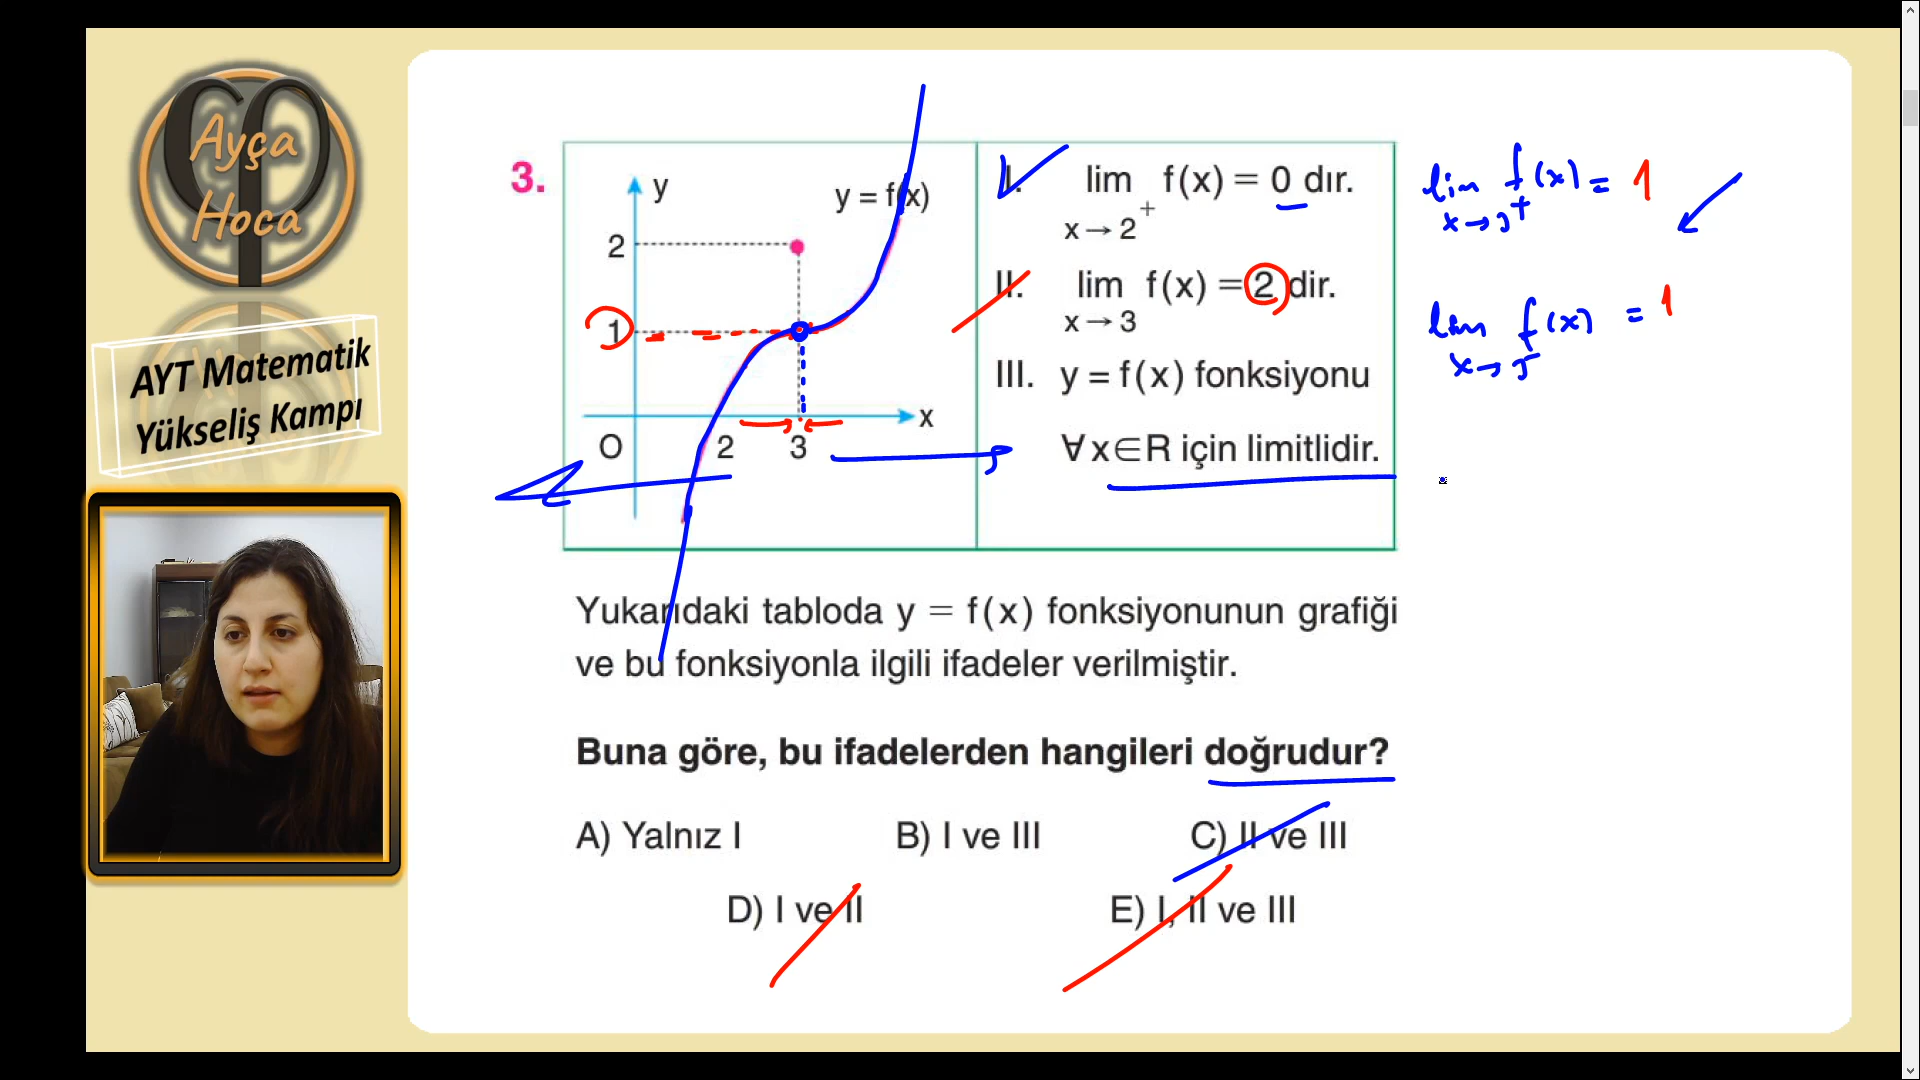 Ayça
Hoca
AYT Matematik
Yükseliş Kampı
3.
y
y = f(x)
2
1
O
2
3
x
I. lim f(x) = 0 dır.
x → 2⁺
II. lim f(x) = 2 dir.
x → 3
III. y = f(x) fonksiyonu
∀ x ∈ R için limitlidir.
lim f(x) = 1
x → 3⁺
lim f(x) = 1
x → 3⁻
Yukarıdaki tabloda y = f(x) fonksiyonunun grafiği
ve bu fonksiyonla ilgili ifadeler verilmiştir.
Buna göre, bu ifadelerden hangileri doğrudur?
A) Yalnız I B) I ve III C) II ve III
D) I ve II E) I, II ve III